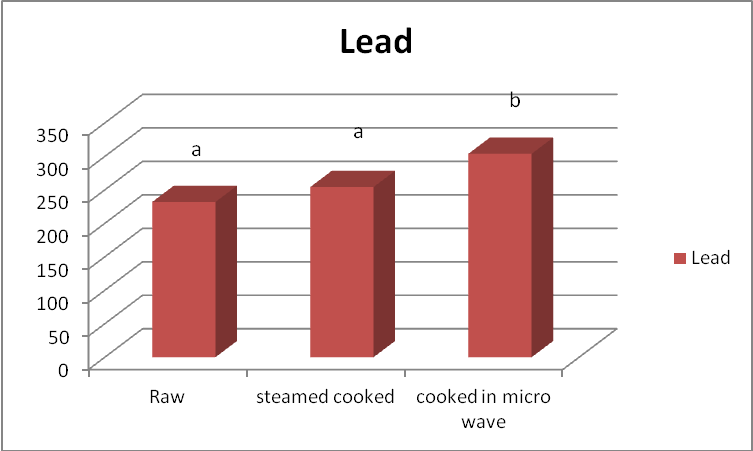 Lead
b
a
a
350
300
250
200
150
100
50
0
Lead
Raw
steamed cooked
cooked in micro
wave